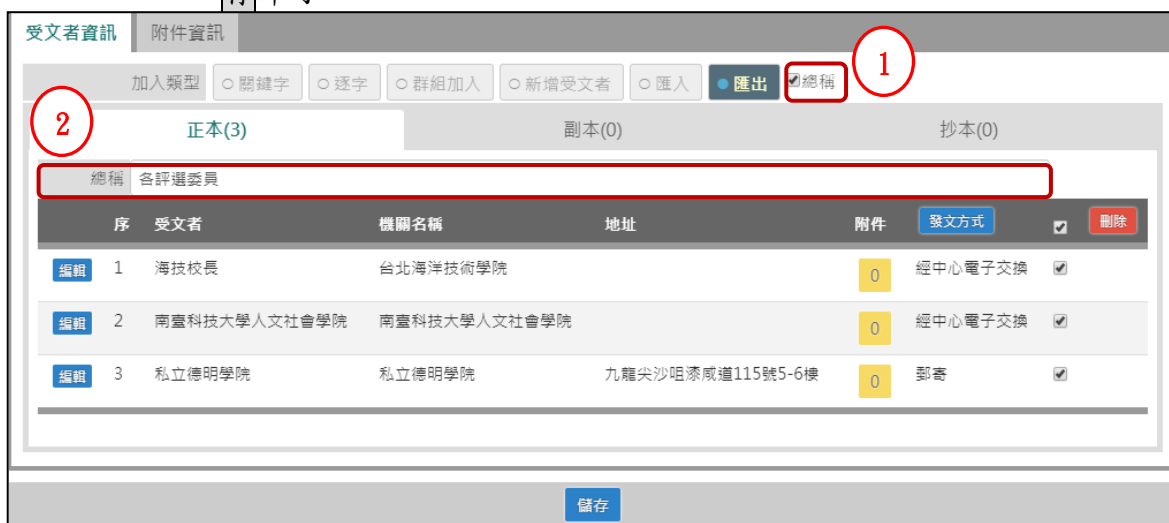 受文者資訊 附件資訊
加入類型 關鍵字 逐字 群組加入 新增受文者 匯入 匯出 總稱 1
2 正本(3) 副本(0) 抄本(0)
總稱 各評選委員
序 受文者 機關名稱 地址 附件 發文方式 刪除
編輯 1 海技校長 台北海洋技術學院 0 經中心電子交換
編輯 2 南臺科技大學人文社會學院 南臺科技大學人文社會學院 0 經中心電子交換
編輯 3 私立德明學院 私立德明學院 九龍尖沙咀漆咸道115號5-6樓 0 郵寄
儲存